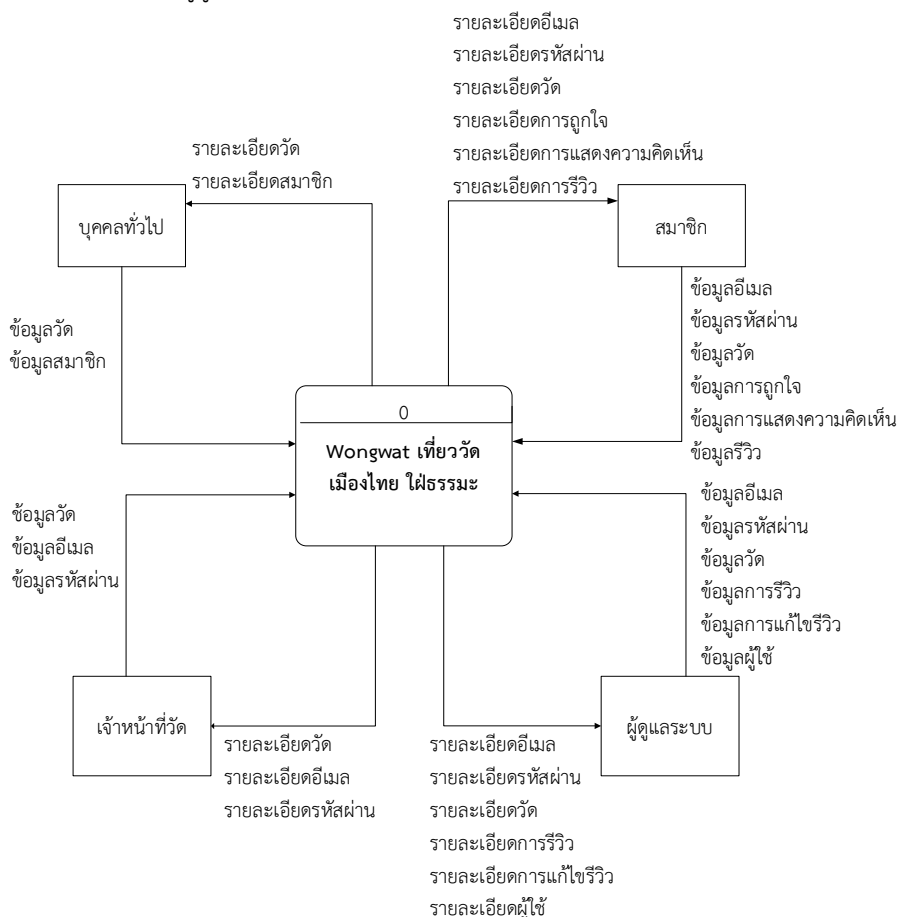 รายละเอียดอีเมล
รายละเอียดรหัสผ่าน
รายละเอียดวัด
รายละเอียดการถูกใจ
รายละเอียดการแสดงความคิดเห็น
รายละเอียดการรีวิว
รายละเอียดวัด
รายละเอียดสมาชิก
บุคคลทั่วไป
สมาชิก
ข้อมูลวัด
ข้อมูลสมาชิก
ข้อมูลอีเมล
ข้อมูลรหัสผ่าน
ข้อมูลวัด
ข้อมูลการถูกใจ
ข้อมูลการแสดงความคิดเห็น
ข้อมูลรีวิว
0
Wongwat เที่ยววัด
เมืองไทย ใฝ่ธรรมะ
ช้อมูลวัด
ข้อมูลอีเมล
ข้อมูลรหัสผ่าน
ข้อมูลอีเมล
ข้อมูลรหัสผ่าน
ข้อมูลวัด
ข้อมูลการรีวิว
ข้อมูลการแก้ไขรีวิว
ข้อมูลผู้ใช้
เจ้าหน้าที่วัด
ผู้ดูแลระบบ
รายละเอียดวัด
รายละเอียดอีเมล
รายละเอียดรหัสผ่าน
รายละเอียดอีเมล
รายละเอียดรหัสผ่าน
รายละเอียดวัด
รายละเอียดการรีวิว
รายละเอียดการแก้ไขรีวิว
รายละเอียดผู้ใช้